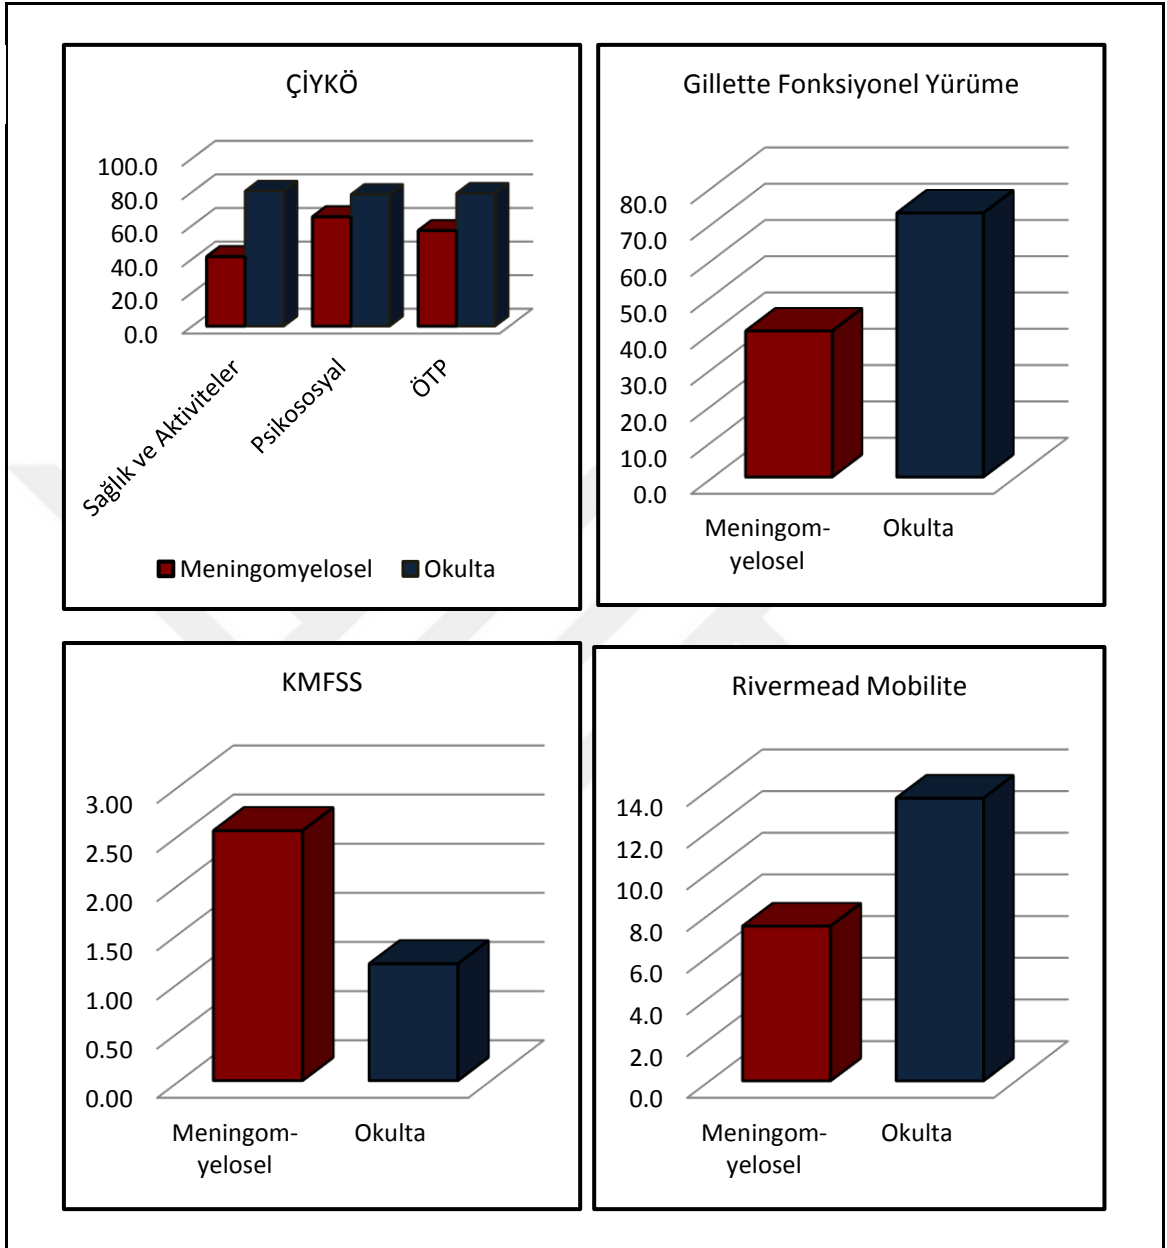 ÇİYKÖ
100.0
80.0
60.0
40.0
20.0
0.0
Sağlık ve Aktiviteler
Psikososyal
ÖTP
Meningomyelosel
Okulta
Gillette Fonksiyonel Yürüme
80.0
70.0
60.0
50.0
40.0
30.0
20.0
10.0
0.0
Meningom-
yelosel
Okulta
KMFSS
3.00
2.50
2.00
1.50
1.00
0.50
0.00
Meningom-
yelosel
Okulta
Rivermead Mobilite
14.0
12.0
10.0
8.0
6.0
4.0
2.0
0.0
Meningom-
yelosel
Okulta